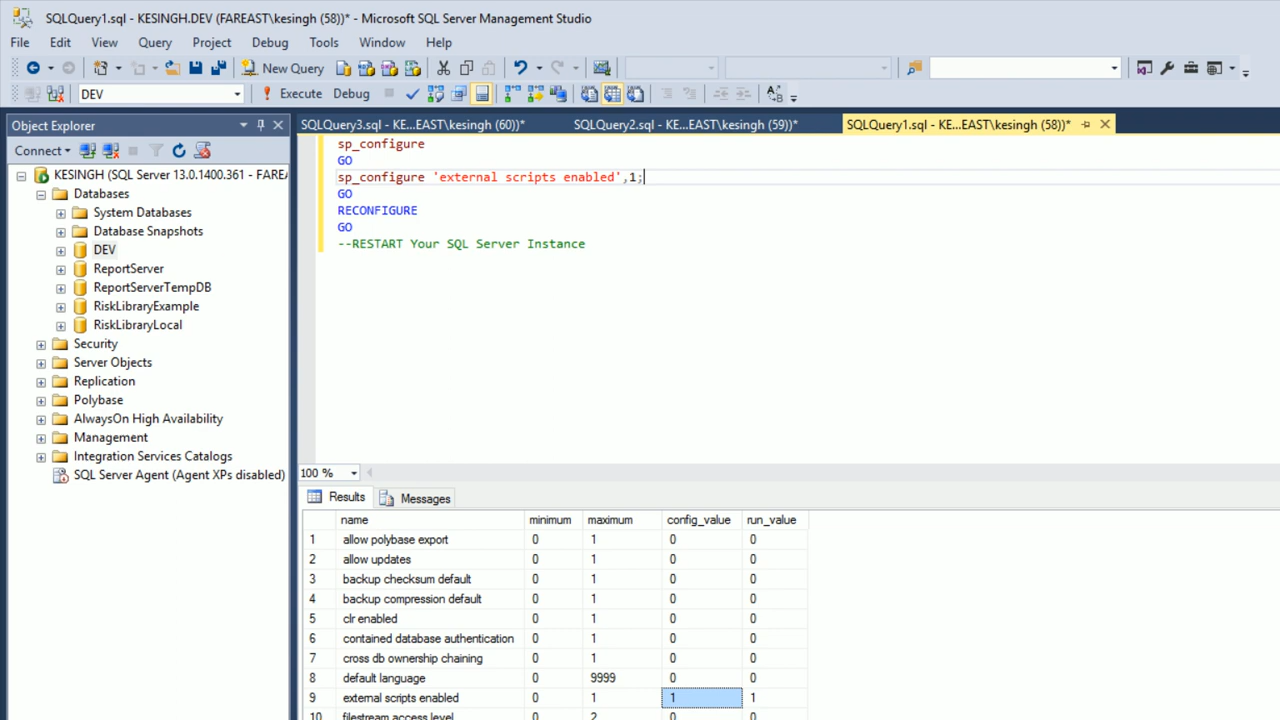 SQLQuery1.sql - KESINGH.DEV (FAREAST\kesingh (58))* - Microsoft SQL Server Management Studio
File Edit View Query Project Debug Tools Window Help
New Query
DEV Execute Debug
Object Explorer
Connect
KESINGH (SQL Server 13.0.1400.361 - FAREA
Databases
System Databases
Database Snapshots
DEV
ReportServer
ReportServerTempDB
RiskLibraryExample
RiskLibraryLocal
Security
Server Objects
Replication
Polybase
AlwaysOn High Availability
Management
Integration Services Catalogs
SQL Server Agent (Agent XPs disabled)
SQLQuery3.sql - KE...EAST\kesingh (60))* SQLQuery2.sql - KE...EAST\kesingh (59))* SQLQuery1.sql - KE...EAST\kesingh (58))*
sp_configure
GO
sp_configure 'external scripts enabled',1;
GO
RECONFIGURE
GO
--RESTART Your SQL Server Instance
100 %
Results Messages
name minimum maximum config_value run_value
1 allow polybase export 0 1 0 0
2 allow updates 0 1 0 0
3 backup checksum default 0 1 0 0
4 backup compression default 0 1 0 0
5 clr enabled 0 1 0 0
6 contained database authentication 0 1 0 0
7 cross db ownership chaining 0 1 0 0
8 default language 0 9999 0 0
9 external scripts enabled 0 1 1 1
10 filestream access level 0 2 0 0